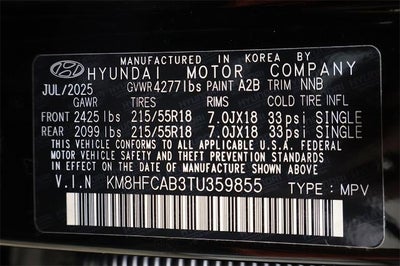 MANUFACTURED IN KOREA BY
HYUNDAI MOTOR COMPANY
JUL/2025 GVWR 4277lbs PAINT A2B TRIM NNB
GAWR TIRES RIMS COLD TIRE INFL
FRONT 2425 lbs 215/55R18 7.0JX18 33psi SINGLE
REAR 2099 lbs 215/55R18 7.0JX18 33psi SINGLE
THIS VEHICLE CONFORMS TO ALL APPLICABLE U.S.A. FEDERAL
MOTOR VEHICLE SAFETY, BUMPER, AND THEFT PREVENTION
STANDARDS IN EFFECT ON THE DATE OF MANUFACTURE
SHOWN ABOVE.
V.I.N KM8HFCAB3TU359855 TYPE: MPV